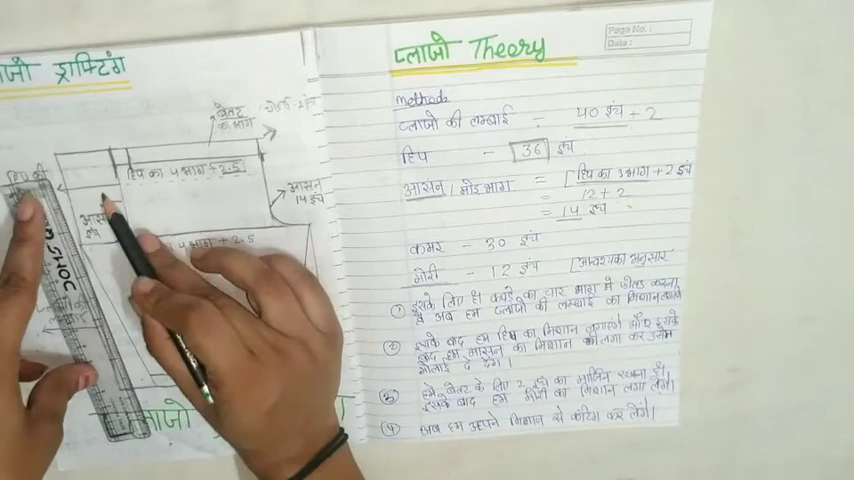 ड्राफ्टिंग
बेल्ट
का भाग
हिप का 4 भाग + 2.5
आसन
14 इंच
हिप की
इंच
4 भाग + 2.5
प्लाजो Theory
Page No.:
Date:
Method
प्लाजो की लम्बाई - 40 इंच + 2
हिप - 36 इंच
आसन / मोड भाग = [हिप का 3 भाग + 2 इंच
= 12 + 2
= 14 इंच
कमर - 30 इंच
मोरी - 12 इंच [आवश्यकता अनुसार
① इसके लिए हम कपड़े को चार भाग में फोल्ड करना
है अब हम प्लाजो की लम्बाई का निशान
② इसके बाद हम हिप का निशान लगाएंगे और इसके
बाद हम आसन का निशान लगा कर उसमे
गोलाई दे देंगे।
③ हमे बेल्ट के लिए 2 इंच का मार्जिन रखना है।
इसके बाद हम मोरी का निशान लगा लेंगे।
④ अब हम अपने निशान से कटिंग कर लेंगे।